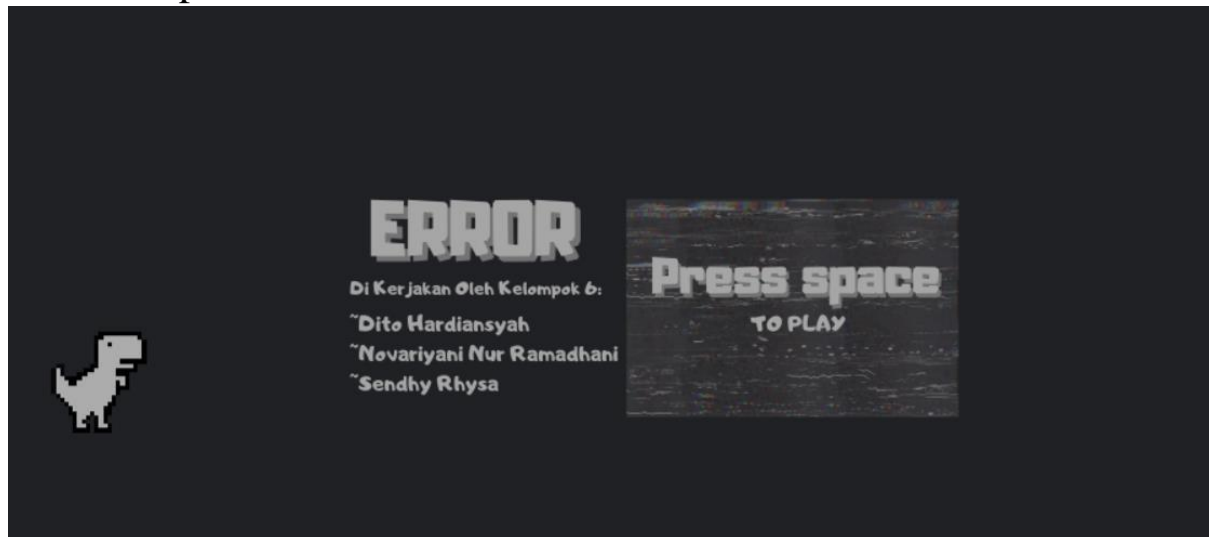 ERROR
Di Kerjakan Oleh Kelompok 6:
~Dito Hardiansyah
~Novariyani Nur Ramadhani
~Sendhy Rhysa
Press space
TO PLAY